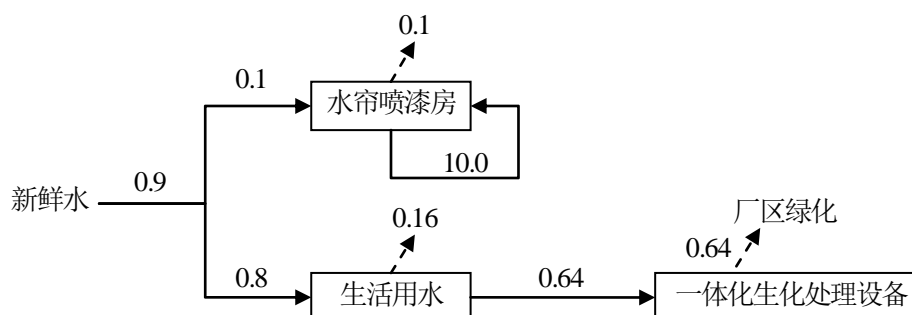 0.1
0.1
水帘喷漆房
10.0
新鲜水
0.9
厂区绿化
0.16
0.64
0.8
生活用水
0.64
一体化生化处理设备